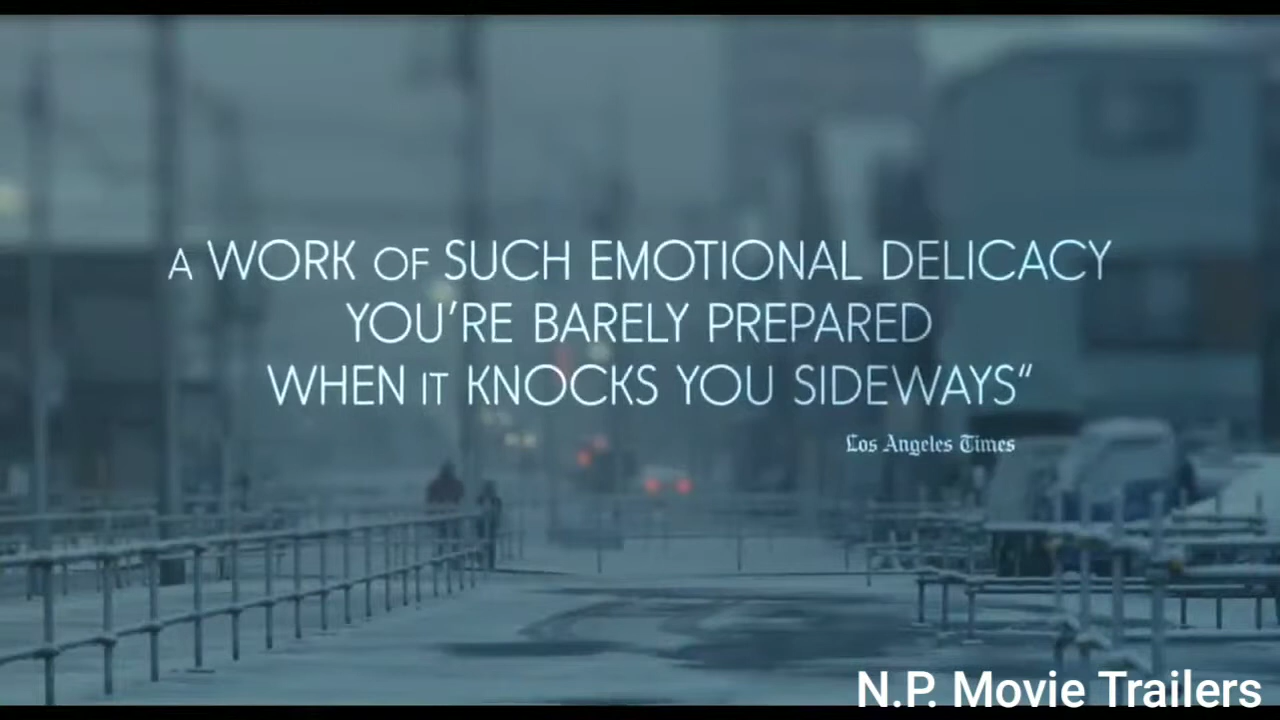 A WORK OF SUCH EMOTIONAL DELICACY
YOU'RE BARELY PREPARED
WHEN IT KNOCKS YOU SIDEWAYS“
Los Angeles Times
N.P. Movie Trailers